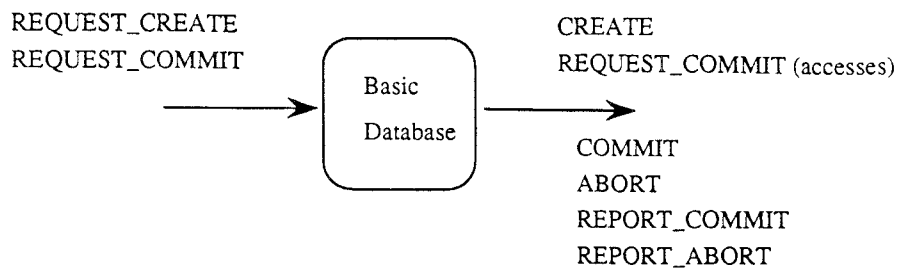 REQUEST_CREATE
REQUEST_COMMIT
Basic
Database
CREATE
REQUEST_COMMIT (accesses)
COMMIT
ABORT
REPORT_COMMIT
REPORT_ABORT